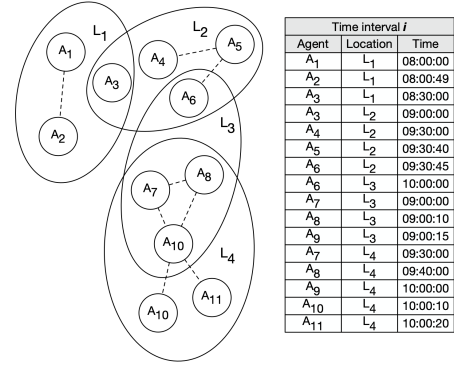 L1
L2
A1
A5
A4
A3
A6
A2
L3
A8
A7
A10
L4
A10
A11
Time interval i
Agent Location Time
A1 L1 08:00:00
A2 L1 08:00:49
A3 L1 08:30:00
A3 L2 09:00:00
A4 L2 09:30:00
A5 L2 09:30:40
A6 L2 09:30:45
A6 L3 10:00:00
A7 L3 09:00:00
A8 L3 09:00:10
A9 L3 09:00:15
A7 L4 09:30:00
A8 L4 09:40:00
A9 L4 10:00:00
A10 L4 10:00:10
A11 L4 10:00:20